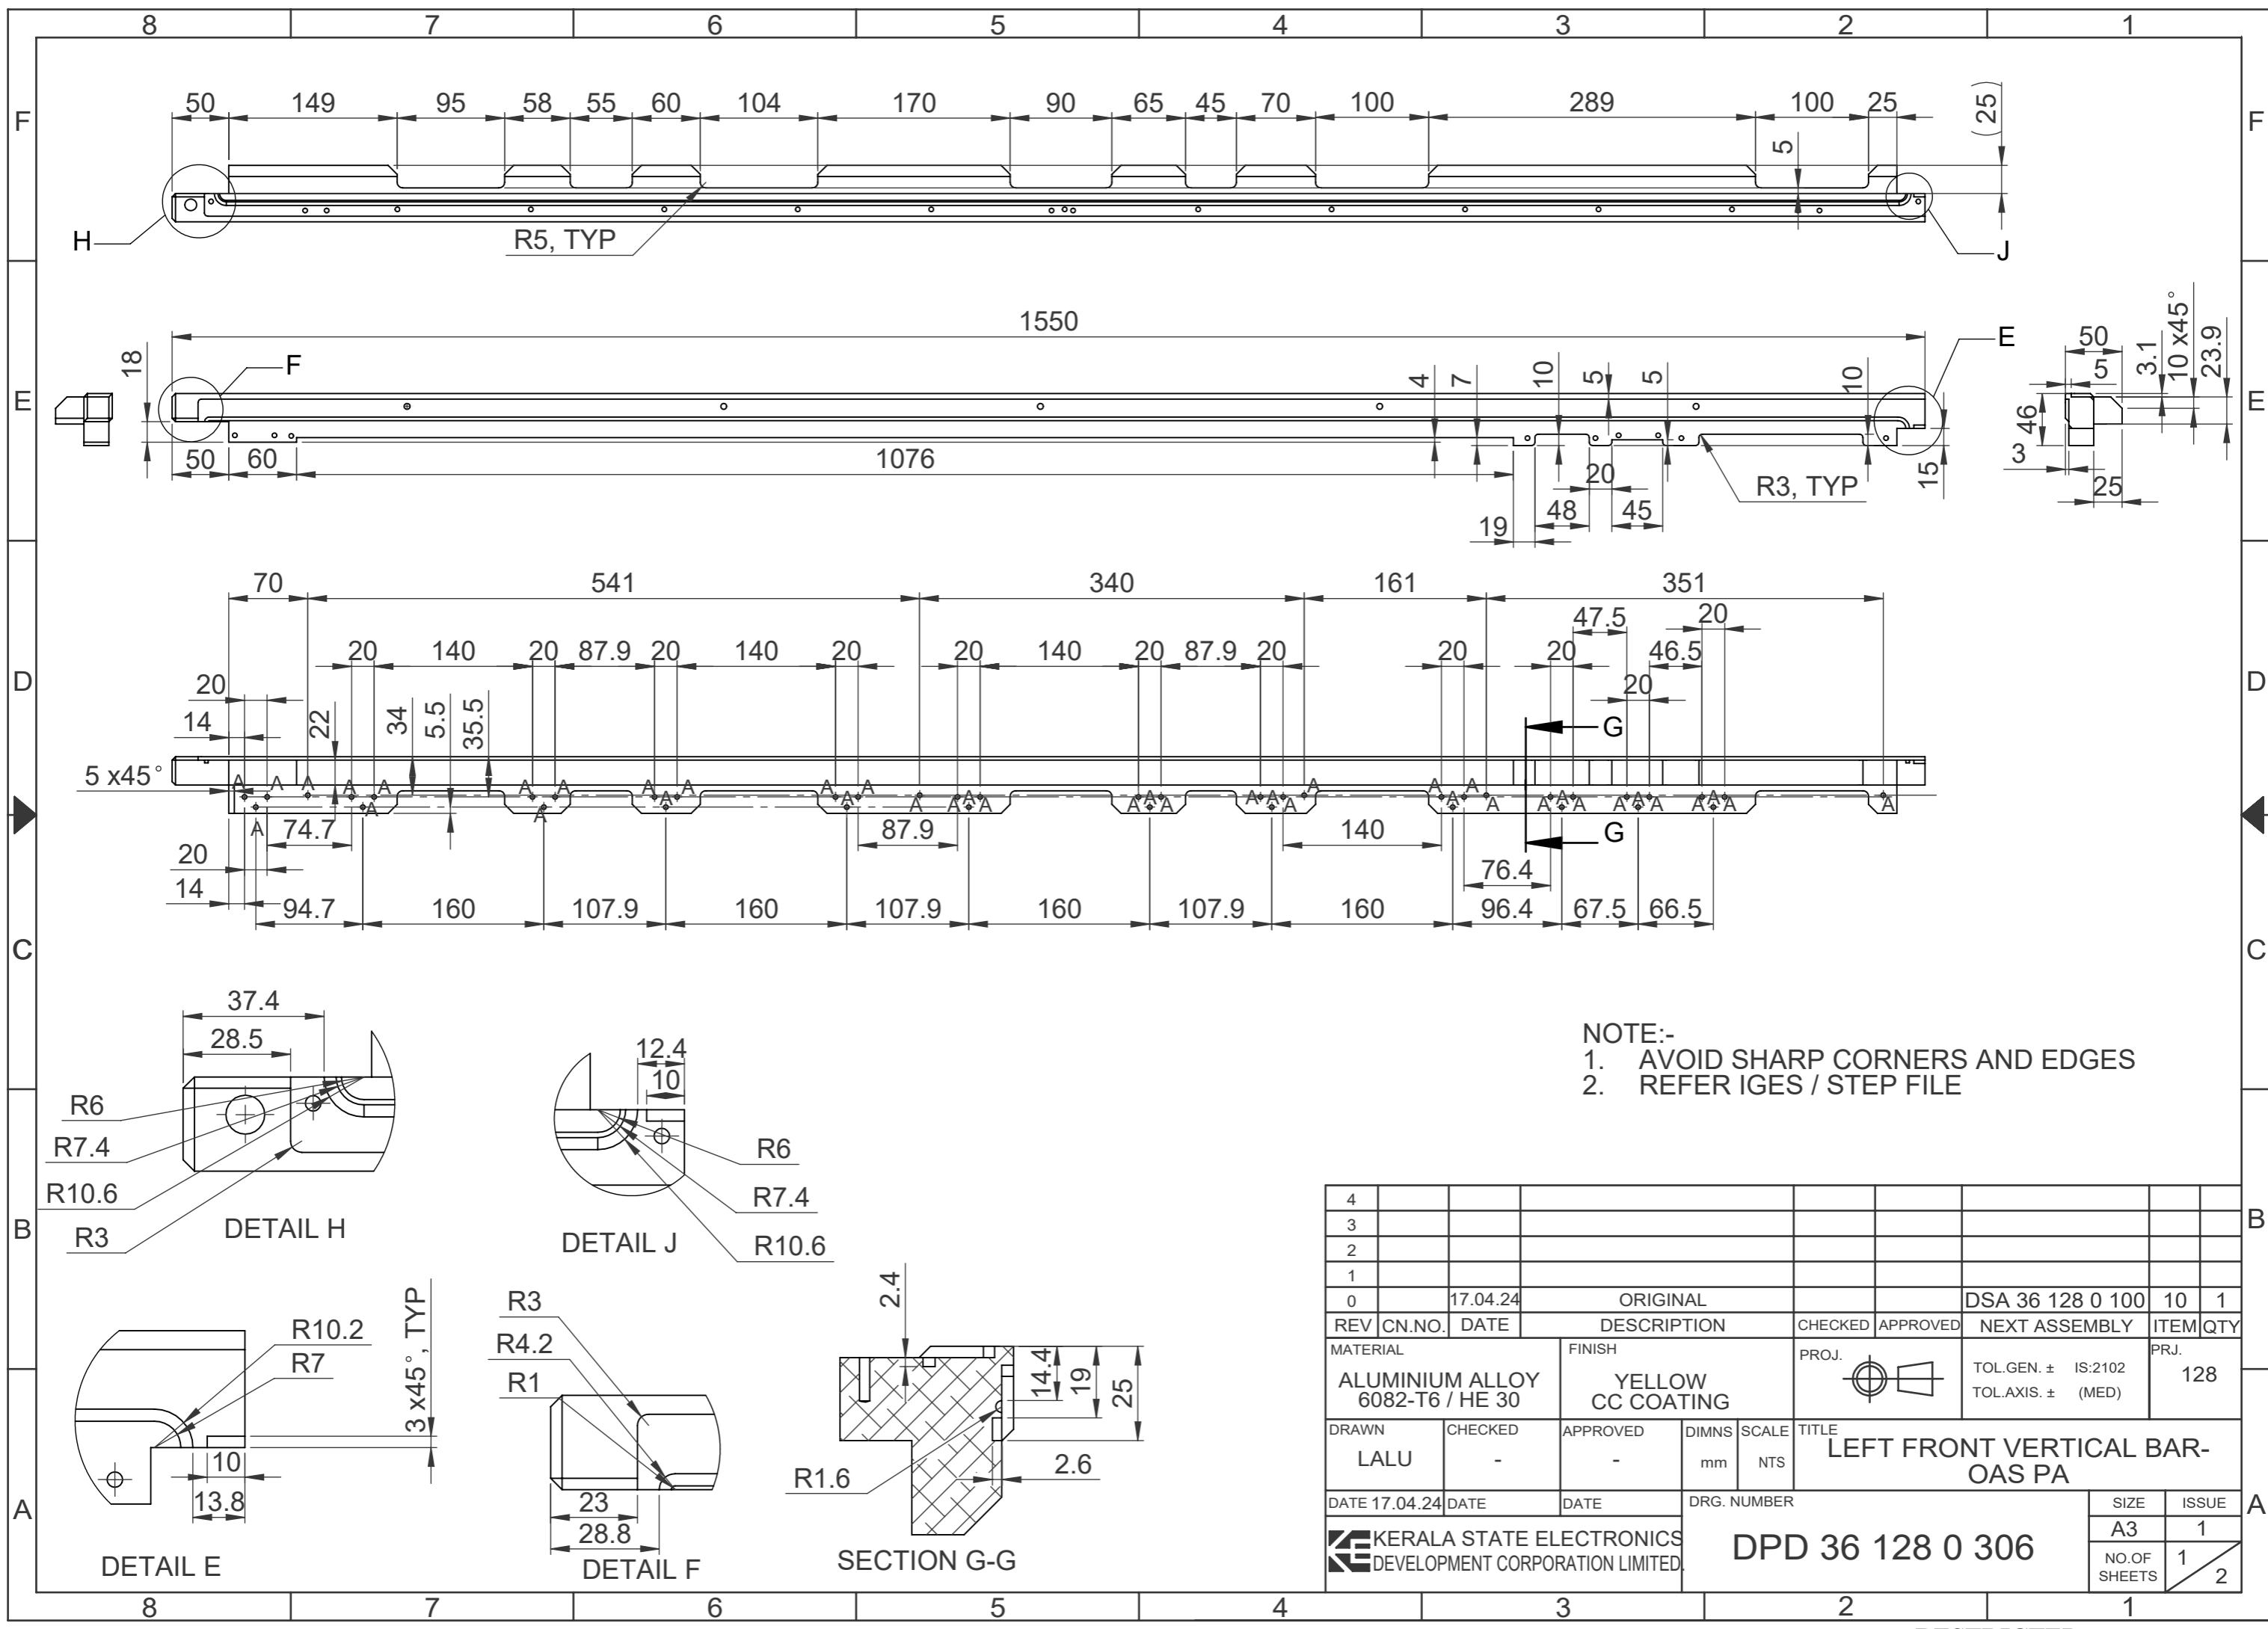 8 7 6 5 4 3 2 1
F F
50 149 95 58 55 60 104 170 90 65 45 70 100 289 100 25
(25)
5
H
R5, TYP
J
1550
E E
18
F
E
4 7 10 5 5 10
50 60
1076
20
48 45
19
R3, TYP
15
50
5
3.1
10 x45°
23.9
46
3
25
70 541 340 161 351
47.5 20
20 140 20 87.9 20 140 20 20 140 20 87.9 20 20 20 46.5
D D
20
20
14
22
34
5.5
35.5
G
5 x45°
A A A A A A A A A A A A A A A A A A A A A A A A A A A A A A A A A A A A A A A
74.7 87.9 140
G
20
76.4
14
94.7 160 107.9 160 107.9 160 107.9 160 96.4 67.5 66.5
C C
37.4
28.5
R6
R7.4
R10.6
R3
DETAIL H
12.4
10
R6
R7.4
R10.6
DETAIL J
NOTE:-
1. AVOID SHARP CORNERS AND EDGES
2. REFER IGES / STEP FILE
B B
R10.2
R7
3 x45°, TYP
10
13.8
DETAIL E
R3
R4.2
R1
23
28.8
DETAIL F
2.4
14.4
19
25
R1.6
2.6
SECTION G-G
4
3
2
1
0 17.04.24 ORIGINAL DSA 36 128 0 100 10 1
REV CN.NO. DATE DESCRIPTION CHECKED APPROVED NEXT ASSEMBLY ITEM QTY
MATERIAL
ALUMINIUM ALLOY
6082-T6 / HE 30
FINISH
YELLOW
CC COATING
PROJ.
TOL.GEN. ± IS:2102
TOL.AXIS. ± (MED)
PRJ.
128
DRAWN
LALU
CHECKED
-
APPROVED
-
DIMNS
mm
SCALE
NTS
TITLE
LEFT FRONT VERTICAL BAR-
OAS PA
DATE 17.04.24 DATE DATE
DRG. NUMBER
DPD 36 128 0 306
SIZE
A3
ISSUE
1
NO.OF
SHEETS
1
2
KERALA STATE ELECTRONICS
DEVELOPMENT CORPORATION LIMITED.
A A
8 7 6 5 4 3 2 1